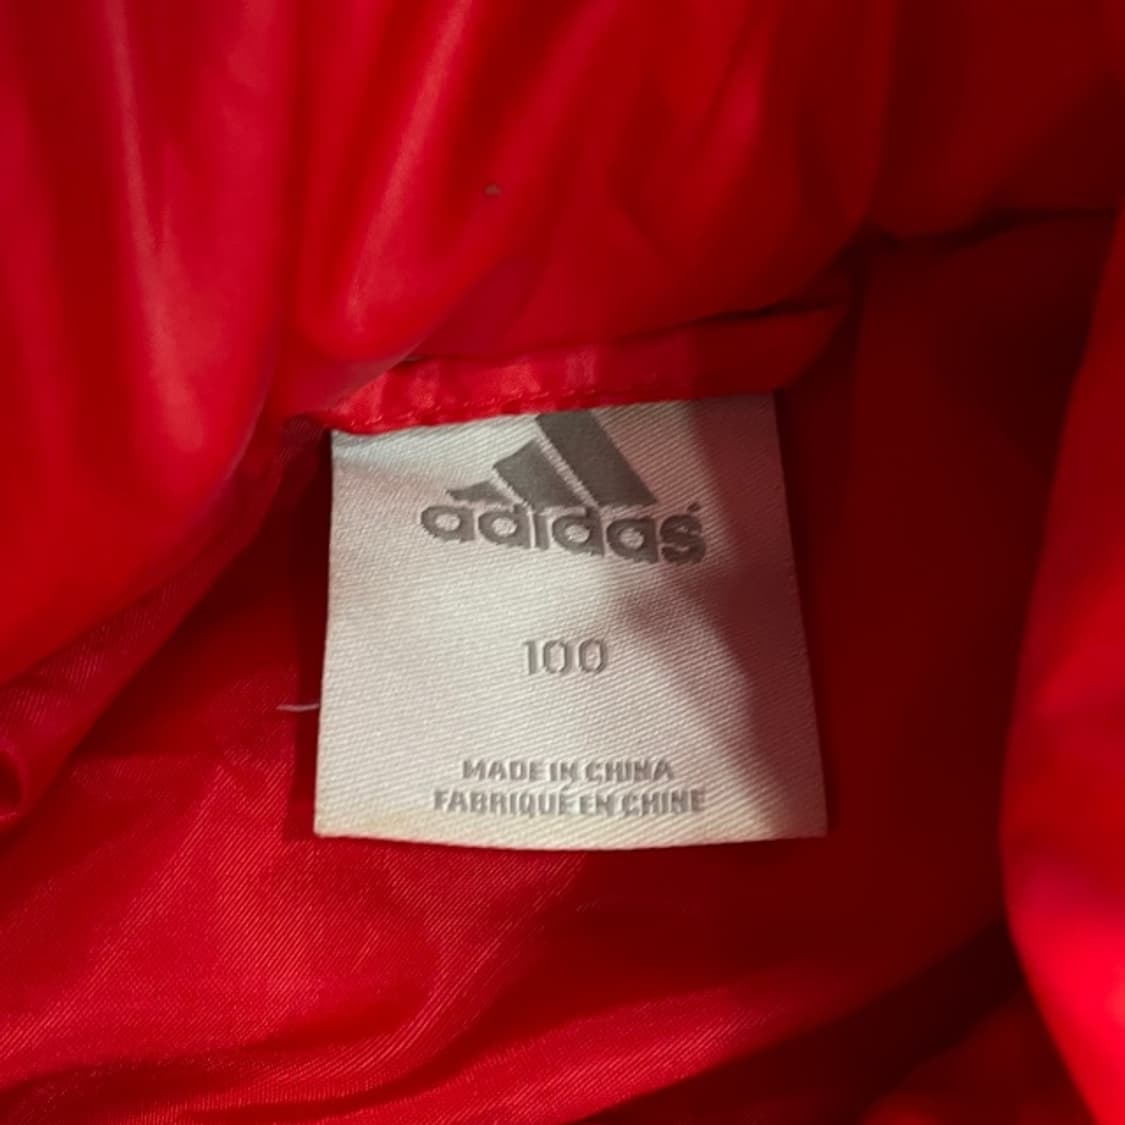 adidas
100
MADE IN CHINA
FABRIQUÉ EN CHINE